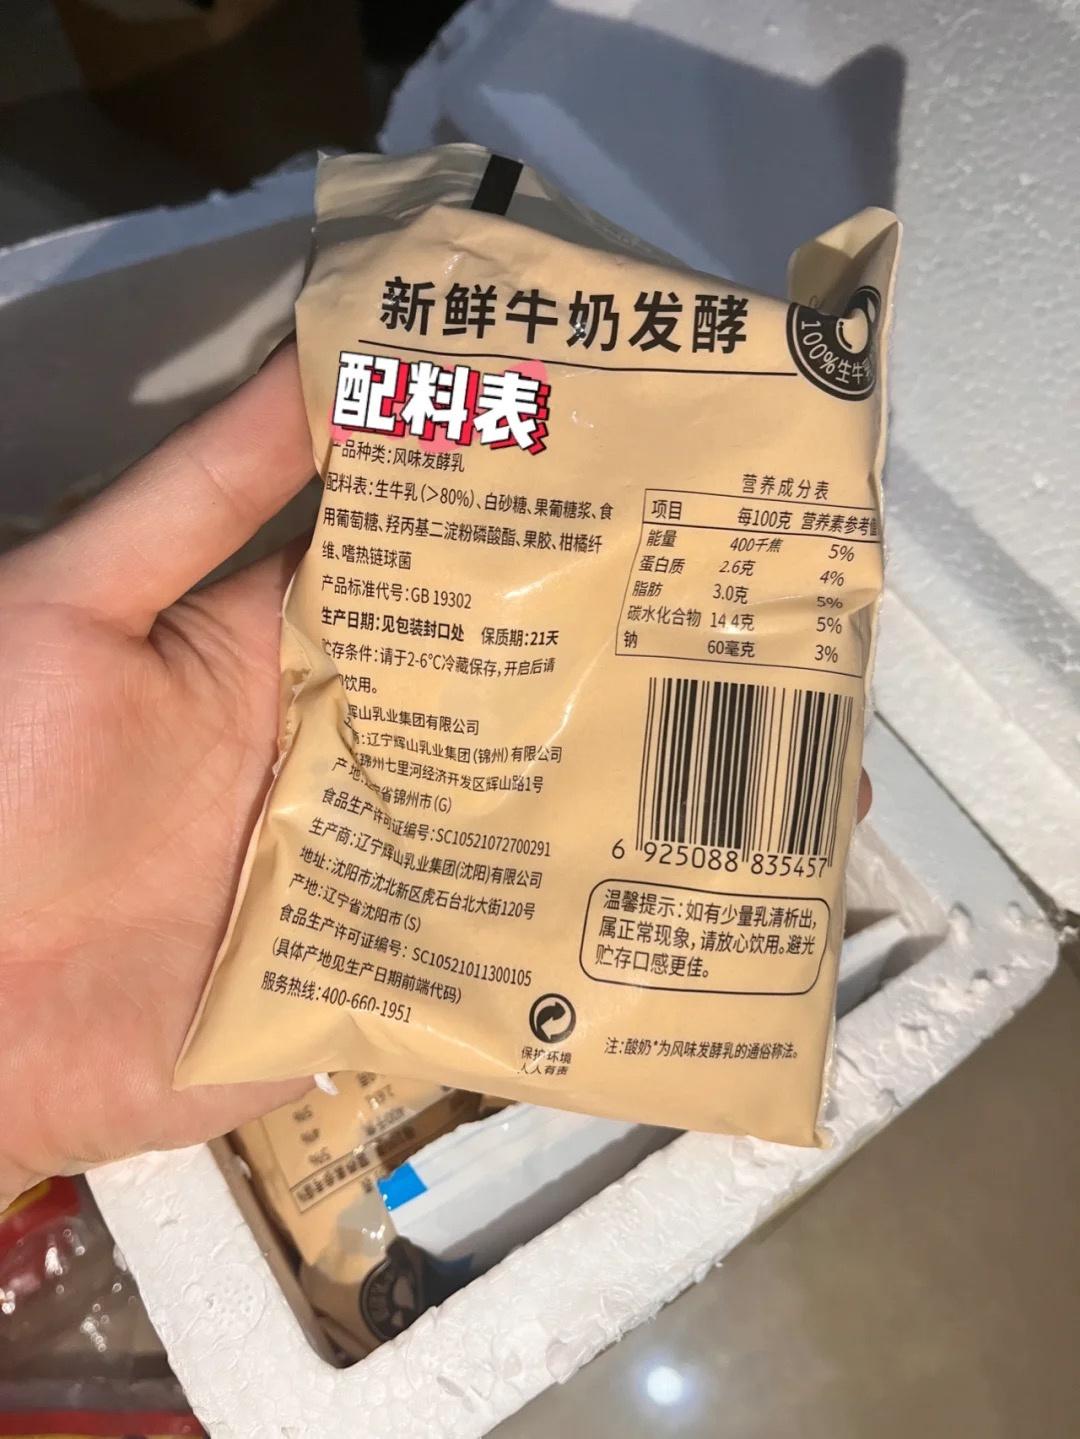 新鲜牛奶发酵
100%生牛
配料表
品种类:风味发酵乳
配料表:生牛乳(>80%)、白砂糖、果葡糖浆、食
用葡萄糖、羟丙基二淀粉磷酸酯、果胶、柑橘纤
维、嗜热链球菌
产品标准代号:GB 19302
生产日期:见包装封口处 保质期:21天
贮存条件:请于2-6℃冷藏保存,开启后请
饮用。
辉山乳业集团有限公司
商:辽宁辉山乳业集团(锦州)有限公司
锦州七里河经济开发区辉山路1号
产地:辽宁省锦州市(G)
食品生产许可证编号:SC10521072700291
生产商:辽宁辉山乳业集团(沈阳)有限公司
地址:沈阳市沈北新区虎石台北大街120号
产地:辽宁省沈阳市(S)
食品生产许可证编号: SC10521011300105
(具体产地见生产日期前端代码)
服务热线:400-660-1951
营养成分表
项目 每100克 营养素参考值
能量 400千焦 5%
蛋白质 2.6克 4%
脂肪 3.0克 5%
碳水化合物 14.4克 5%
钠 60毫克 3%
6 925088 835457
温馨提示:如有少量乳清析出,
属正常现象,请放心饮用。避光
贮存口感更佳。
保护环境
人人有责
注:酸奶*为风味发酵乳的通俗称法。